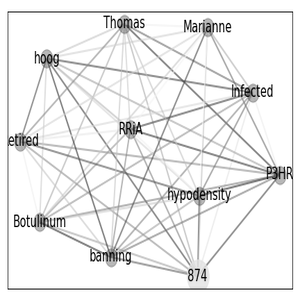 Thomas
Marianne
hoog
Infected
RRiA
etired
P3HR
hypodensity
Botulinum
banning
874